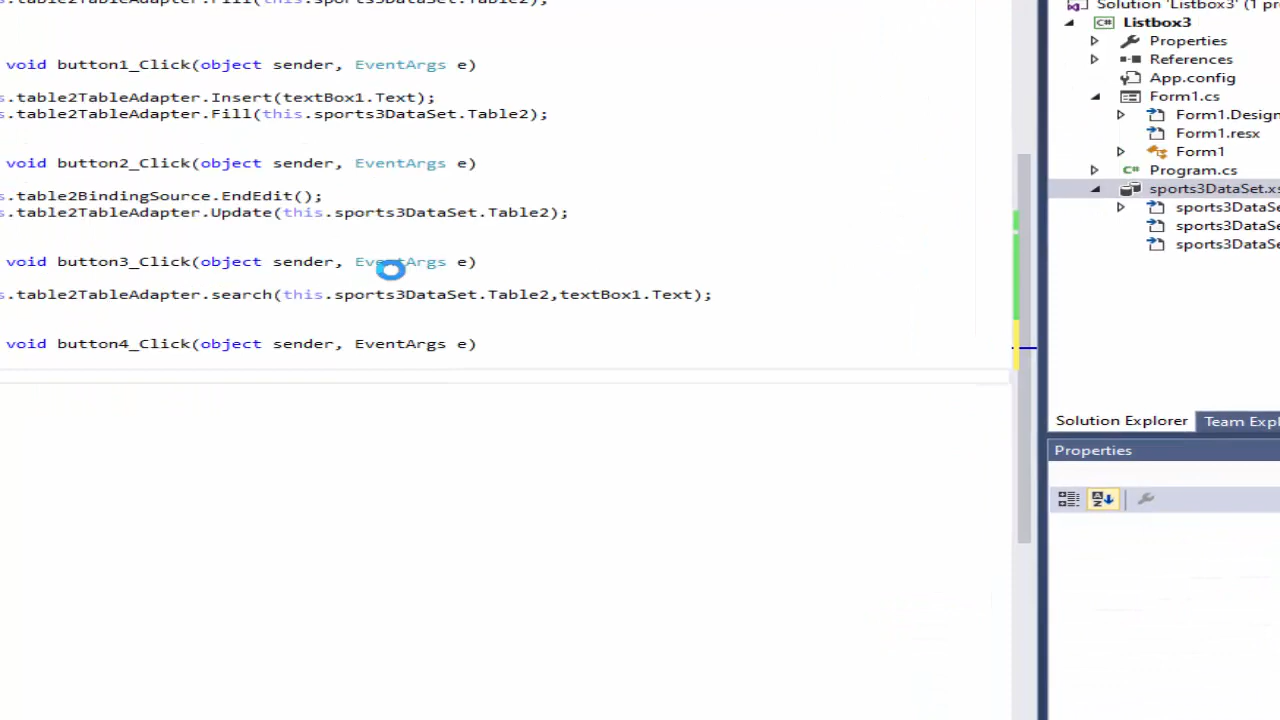 s.table2TableAdapter.Fill(this.sports3DataSet.Table2);
void button1_Click(object sender, EventArgs e)
s.table2TableAdapter.Insert(textBox1.Text);
s.table2TableAdapter.Fill(this.sports3DataSet.Table2);
void button2_Click(object sender, EventArgs e)
s.table2BindingSource.EndEdit();
s.table2TableAdapter.Update(this.sports3DataSet.Table2);
void button3_Click(object sender, EventArgs e)
s.table2TableAdapter.search(this.sports3DataSet.Table2,textBox1.Text);
void button4_Click(object sender, EventArgs e)
Solution 'Listbox3' (1 pr
C# Listbox3
Properties
References
App.config
Form1.cs
Form1.Design
Form1.resx
Form1
C# Program.cs
sports3DataSet.xs
sports3DataSe
sports3DataSe
sports3DataSe
Solution Explorer
Team Expl
Properties